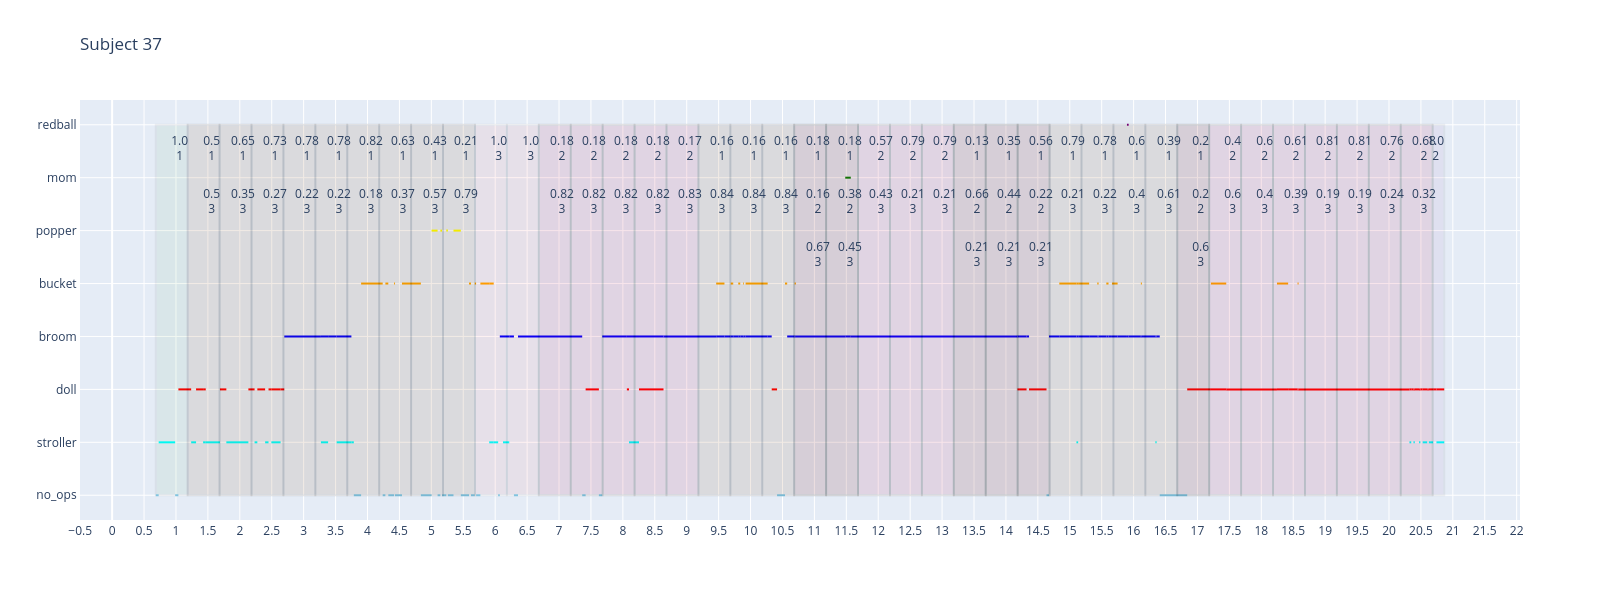 Subject 37
redball
1.0 0.5 0.65 0.73 0.78 0.78 0.82 0.63 0.43 0.21 1.0 1.0 0.18 0.18 0.18 0.18 0.17 0.16 0.16 0.16 0.18 0.18 0.57 0.79 0.79 0.13 0.35 0.56 0.79 0.78 0.6 0.39 0.2 0.4 0.6 0.61 0.81 0.81 0.76
1 1 1 1 1 1 1 1 1 1 3 3 2 2 2 2 2 1 1 1 1 1 2 2 2 1 1 1 1 1 1 1 1 2 2 2 2 2 2 2 2
mom
0.5 0.35 0.27 0.22 0.22 0.18 0.37 0.57 0.79 0.82 0.82 0.82 0.82 0.83 0.84 0.84 0.84 0.16 0.38 0.43 0.21 0.21 0.66 0.44 0.22 0.21 0.22 0.4 0.61 0.2 0.6 0.4 0.39 0.19 0.19 0.24 0.32
3 3 3 3 3 3 3 3 3 3 3 3 3 3 3 3 3 2 2 3 3 3 2 2 2 3 3 3 3 2 3 3 3 3 3 3 3
popper
0.67 0.45 0.21 0.21 0.21 0.6
3 3 3 3 3 3
bucket
broom
doll
stroller
no_ops
−0.5 0 0.5 1 1.5 2 2.5 3 3.5 4 4.5 5 5.5 6 6.5 7 7.5 8 8.5 9 9.5 10 10.5 11 11.5 12 12.5 13 13.5 14 14.5 15 15.5 16 16.5 17 17.5 18 18.5 19 19.5 20 20.5 21 21.5 22